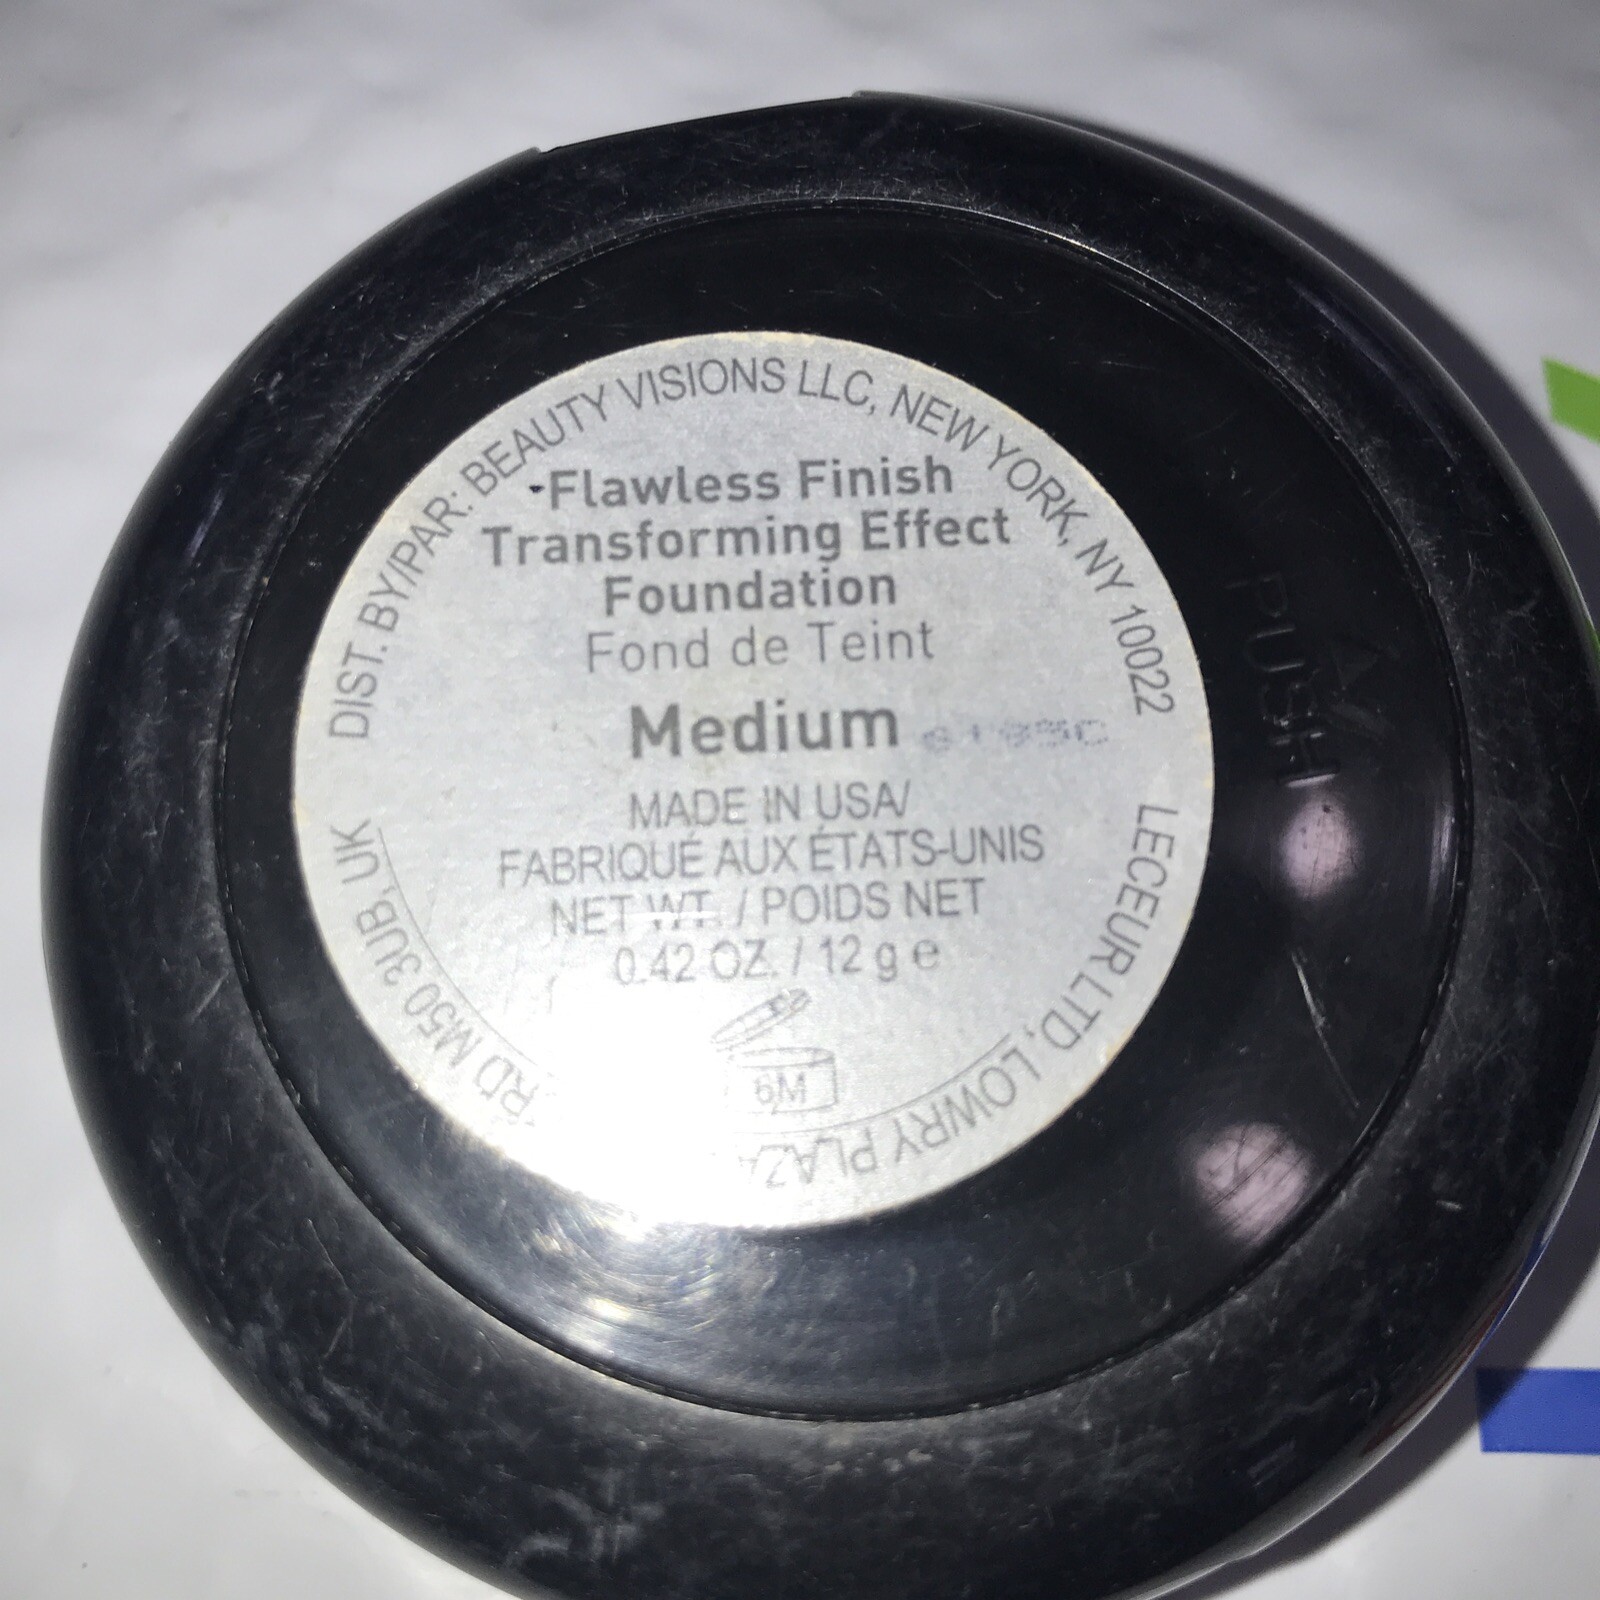 DIST. BY/PAR: BEAUTY VISIONS LLC, NEW YORK, NY 10022
Flawless Finish
Transforming Effect
Foundation
Fond de Teint
Medium
MADE IN USA/
FABRIQUÉ AUX ÉTATS-UNIS
NET WT. / POIDS NET
0.42 OZ. / 12 g e
6M
LECEUR LTD, LOWRY PLAZA
M50 3UB, UK
PUSH